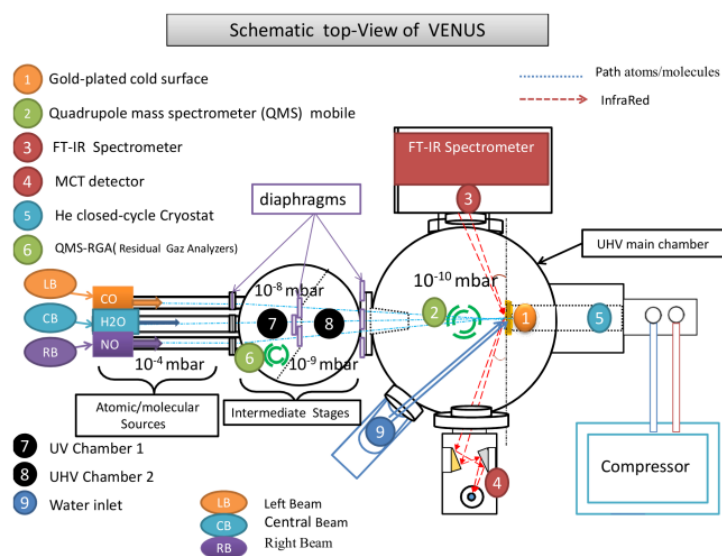 Schematic top-View of VENUS
1 Gold-plated cold surface
2 Quadrupole mass spectrometer (QMS) mobile
3 FT-IR Spectrometer
4 MCT detector
5 He closed-cycle Cryostat
6 QMS-RGA( Residual Gaz Analyzers)
Path atoms/molecules
InfraRed
FT-IR Spectrometer
3
diaphragms
UHV main chamber
LB
CB
RB
CO
H2O
NO
10-4 mbar
10-8 mbar
7
8
6
10-9 mbar
10-10 mbar
2
1
5
9
4
Atomic/molecular
Sources
Intermediate Stages
Compressor
7 UV Chamber 1
8 UHV Chamber 2
9 Water inlet
LB Left Beam
CB Central Beam
RB Right Beam